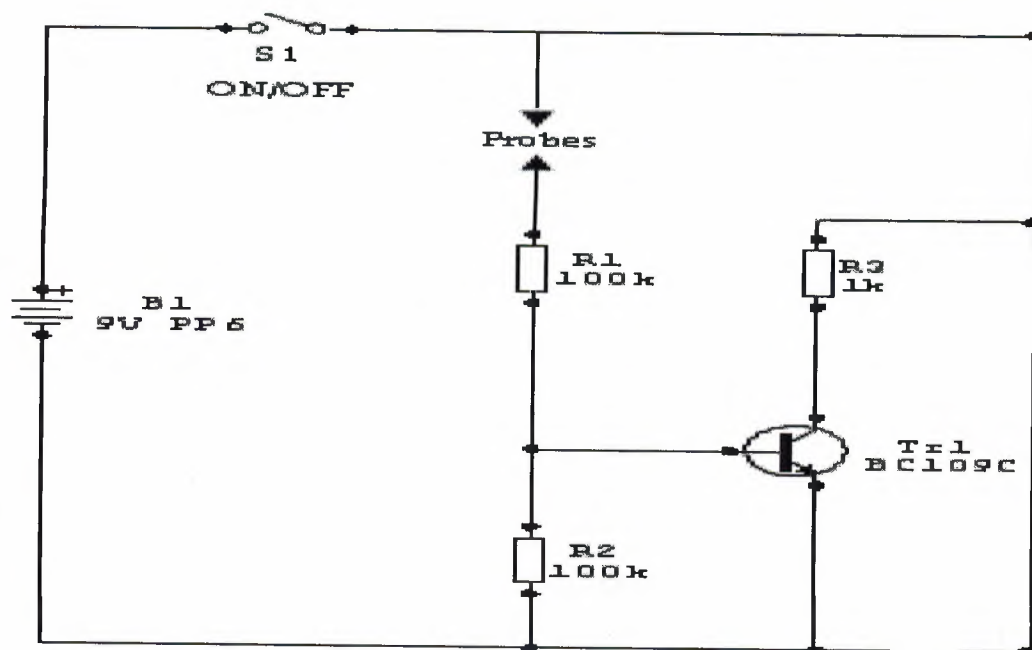 S1
ON/OFF
Probes
R1
100k
R3
1k
+
B1
9V PP6
Tr1
BC109C
R2
100k